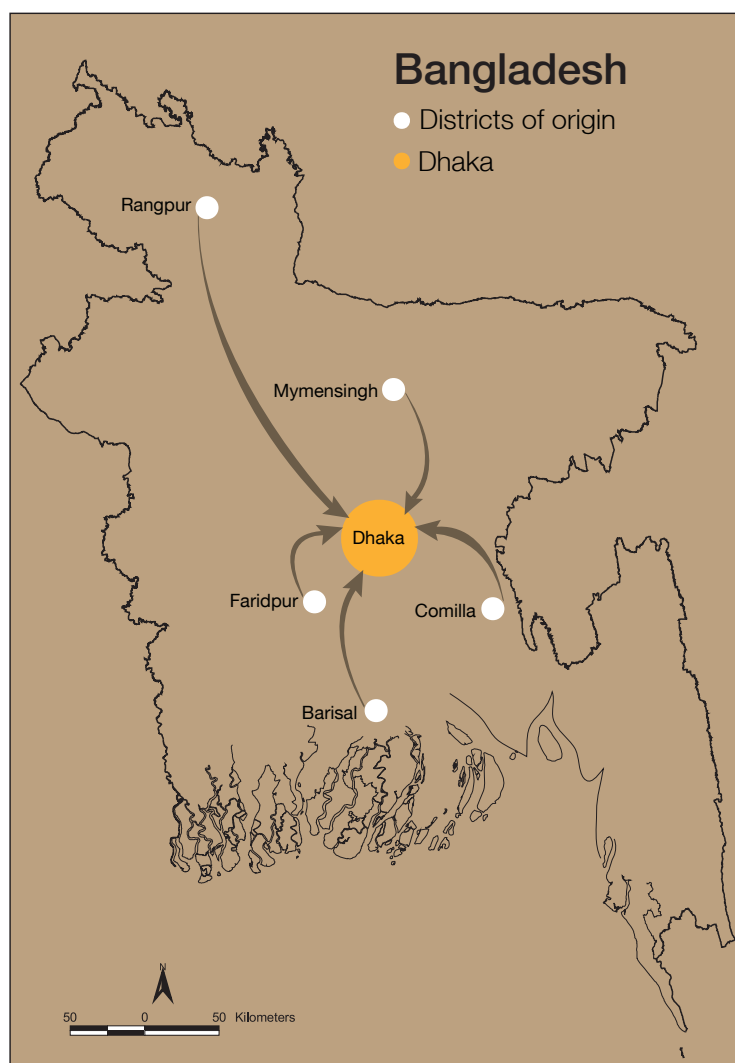 Bangladesh
Districts of origin
Dhaka
Rangpur
Mymensingh
Dhaka
Faridpur
Comilla
Barisal
N
50 0 50 Kilometers